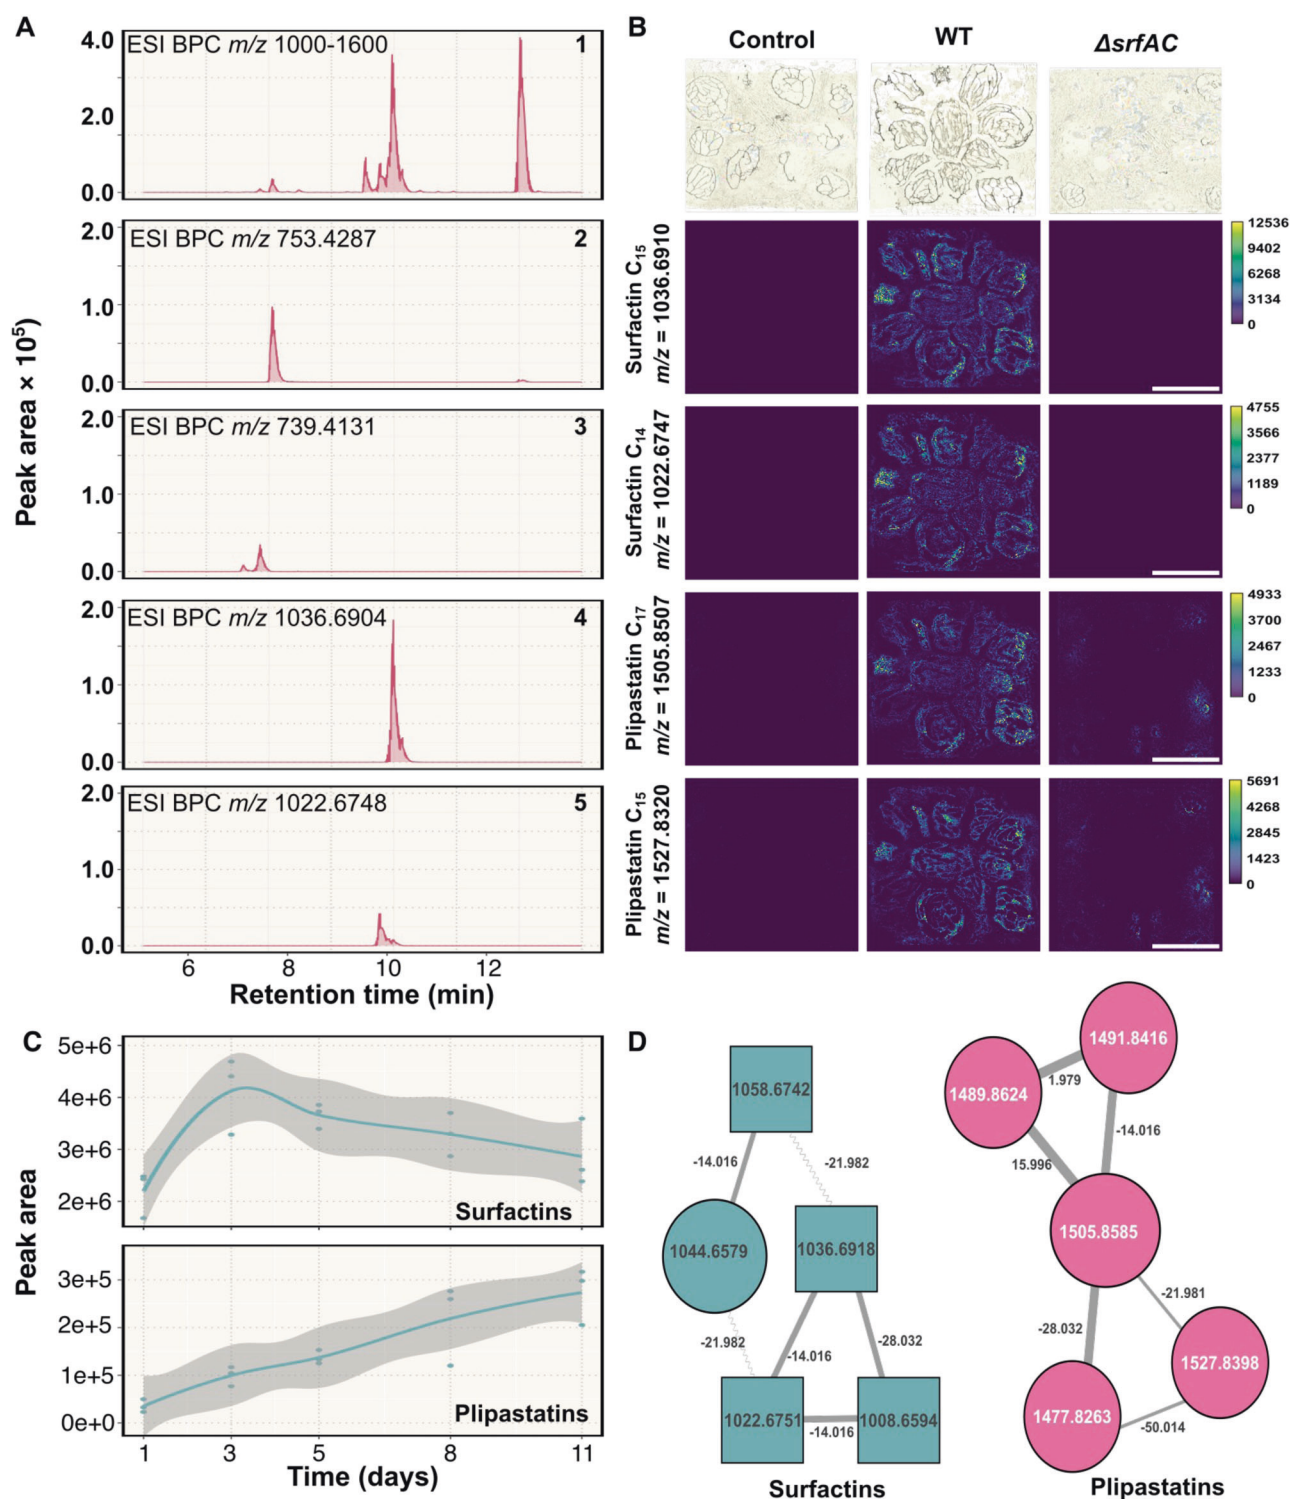 A
Peak area × 10⁵
4.0
2.0
0.0
ESI BPC m/z 1000-1600
1
2.0
1.0
0.0
ESI BPC m/z 753.4287
2
2.0
1.0
0.0
ESI BPC m/z 739.4131
3
2.0
1.0
0.0
ESI BPC m/z 1036.6904
4
2.0
1.0
0.0
ESI BPC m/z 1022.6748
5
6 8 10 12
Retention time (min)
B
Control WT ΔsrfAC
Surfactin C₁₅
m/z = 1036.6910
12536
9402
6268
3134
0
Surfactin C₁₄
m/z = 1022.6747
4755
3566
2377
1189
0
Plipastatin C₁₇
m/z = 1505.8507
4933
3700
2467
1233
0
Plipastatin C₁₅
m/z = 1527.8320
5691
4268
2845
1423
0
C
Peak area
5e+6
4e+6
3e+6
2e+6
Surfactins
3e+5
2e+5
1e+5
0e+0
Plipastatins
1 3 5 8 11
Time (days)
D
1058.6742
-14.016
-21.982
1044.6579
1036.6918
-21.982
-14.016
-28.032
1022.6751
-14.016
1008.6594
Surfactins
1491.8416
1489.8624
1.979
-14.016
15.996
1505.8585
-21.981
-28.032
1527.8398
1477.8263
-50.014
Plipastatins